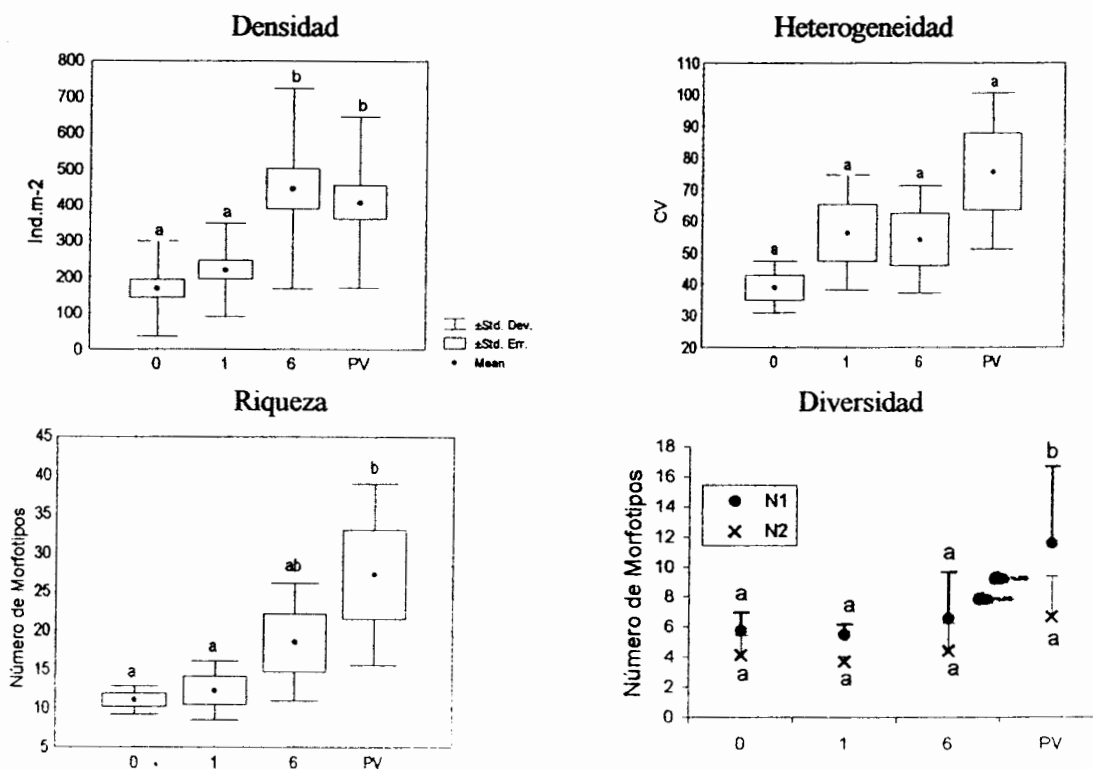 Densidad
800
700
600
500
400
300
200
100
0
Ind.m-2
a
a
b
b
0
1
6
PV
±Std. Dev.
±Std. Err.
Mean
Heterogeneidad
110
100
90
80
70
60
50
40
30
20
CV
a
a
a
a
0
1
6
PV
Riqueza
45
40
35
30
25
20
15
10
5
Número de Morfotipos
a
a
ab
b
0
1
6
PV
Diversidad
18
16
14
12
10
8
6
4
2
0
Número de Morfotipos
N1
N2
a
a
a
b
a
a
a
a
0
1
6
PV